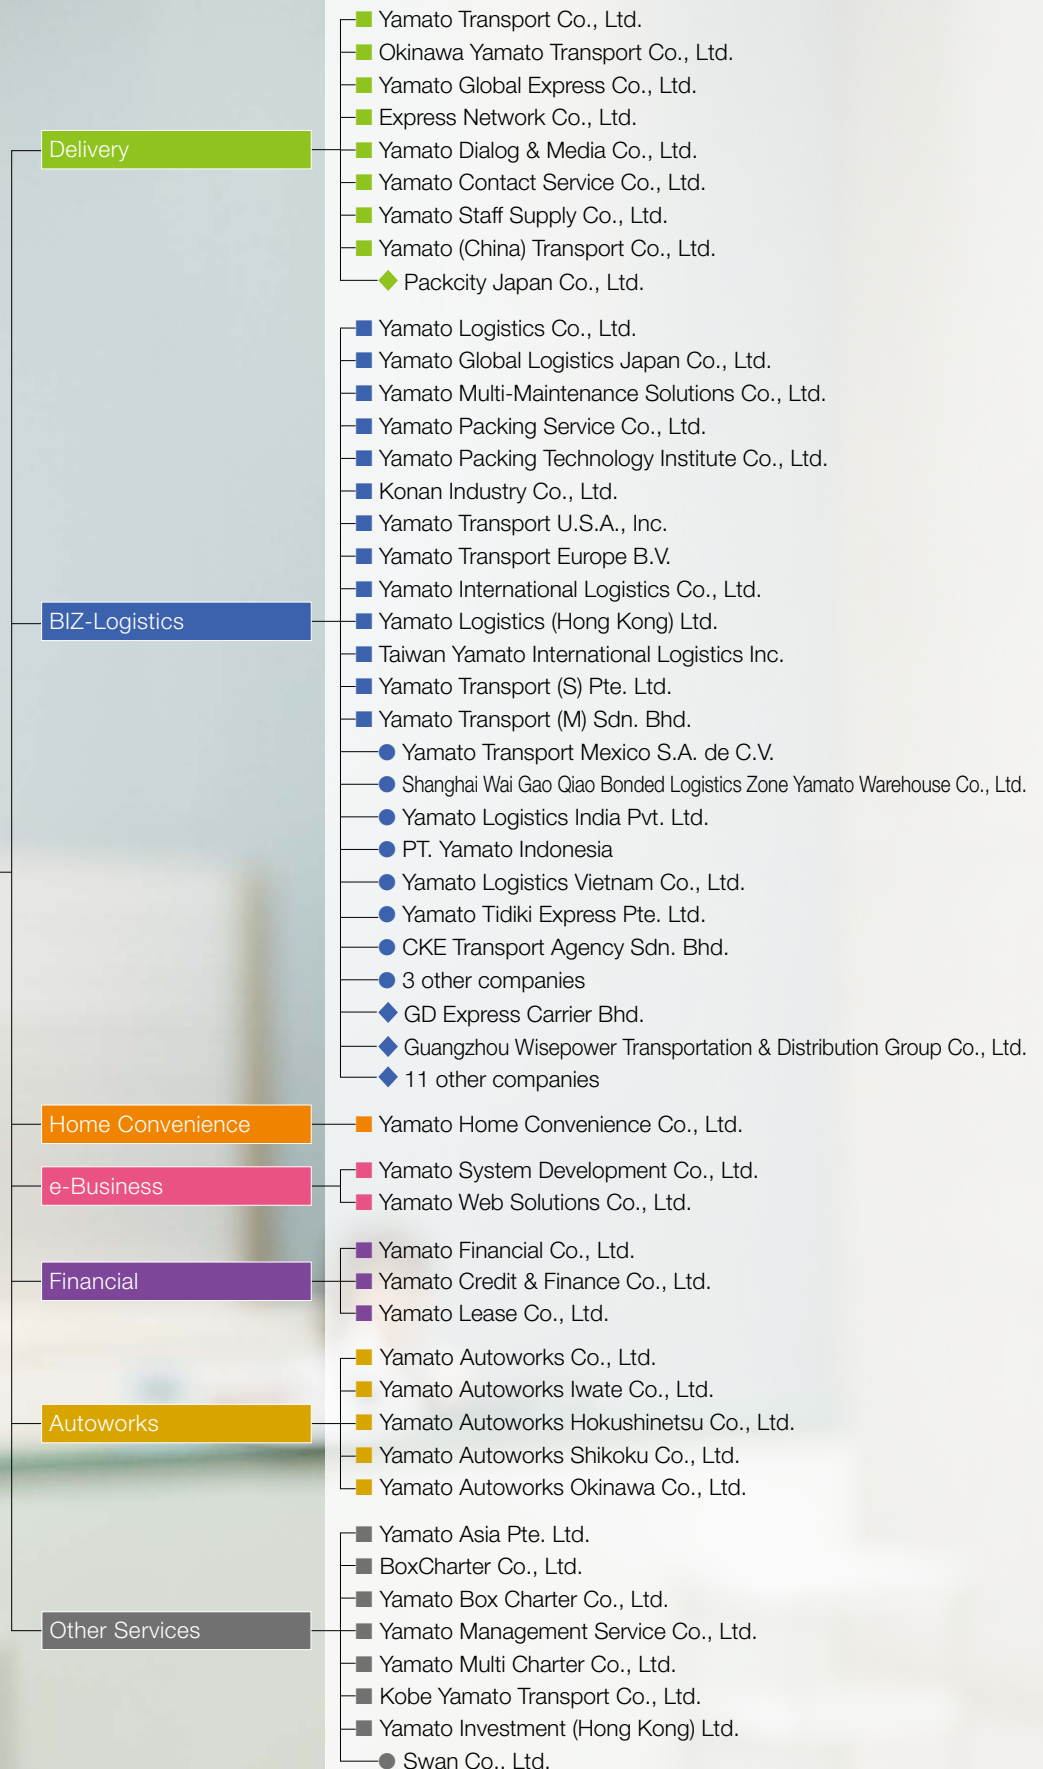 Yamato Transport Co., Ltd.
Okinawa Yamato Transport Co., Ltd.
Yamato Global Express Co., Ltd.
Express Network Co., Ltd.
Delivery
Yamato Dialog & Media Co., Ltd.
Yamato Contact Service Co., Ltd.
Yamato Staff Supply Co., Ltd.
Yamato (China) Transport Co., Ltd.
Packcity Japan Co., Ltd.
Yamato Logistics Co., Ltd.
Yamato Global Logistics Japan Co., Ltd.
Yamato Multi-Maintenance Solutions Co., Ltd.
Yamato Packing Service Co., Ltd.
Yamato Packing Technology Institute Co., Ltd.
Konan Industry Co., Ltd.
Yamato Transport U.S.A., Inc.
Yamato Transport Europe B.V.
Yamato International Logistics Co., Ltd.
BIZ-Logistics
Yamato Logistics (Hong Kong) Ltd.
Taiwan Yamato International Logistics Inc.
Yamato Transport (S) Pte. Ltd.
Yamato Transport (M) Sdn. Bhd.
Yamato Transport Mexico S.A. de C.V.
Shanghai Wai Gao Qiao Bonded Logistics Zone Yamato Warehouse Co., Ltd.
Yamato Logistics India Pvt. Ltd.
PT. Yamato Indonesia
Yamato Logistics Vietnam Co., Ltd.
Yamato Tidiki Express Pte. Ltd.
CKE Transport Agency Sdn. Bhd.
3 other companies
GD Express Carrier Bhd.
Guangzhou Wisepower Transportation & Distribution Group Co., Ltd.
11 other companies
Home Convenience
Yamato Home Convenience Co., Ltd.
e-Business
Yamato System Development Co., Ltd.
Yamato Web Solutions Co., Ltd.
Yamato Financial Co., Ltd.
Financial
Yamato Credit & Finance Co., Ltd.
Yamato Lease Co., Ltd.
Yamato Autoworks Co., Ltd.
Yamato Autoworks Iwate Co., Ltd.
Autoworks
Yamato Autoworks Hokushinetsu Co., Ltd.
Yamato Autoworks Shikoku Co., Ltd.
Yamato Autoworks Okinawa Co., Ltd.
Yamato Asia Pte. Ltd.
BoxCharter Co., Ltd.
Yamato Box Charter Co., Ltd.
Other Services
Yamato Management Service Co., Ltd.
Yamato Multi Charter Co., Ltd.
Kobe Yamato Transport Co., Ltd.
Yamato Investment (Hong Kong) Ltd.
Swan Co., Ltd.